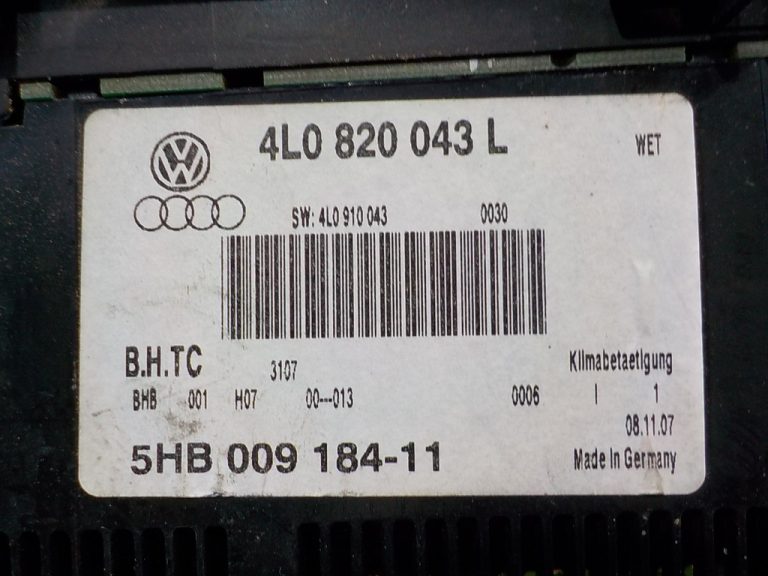 4L0 820 043 L
WET
SW: 4L0 910 043 0030
B.H.TC 3107
Klimabetaetigung
BHB 001 H07 00---013 0006 I 1
08.11.07
5HB 009 184-11
Made in Germany